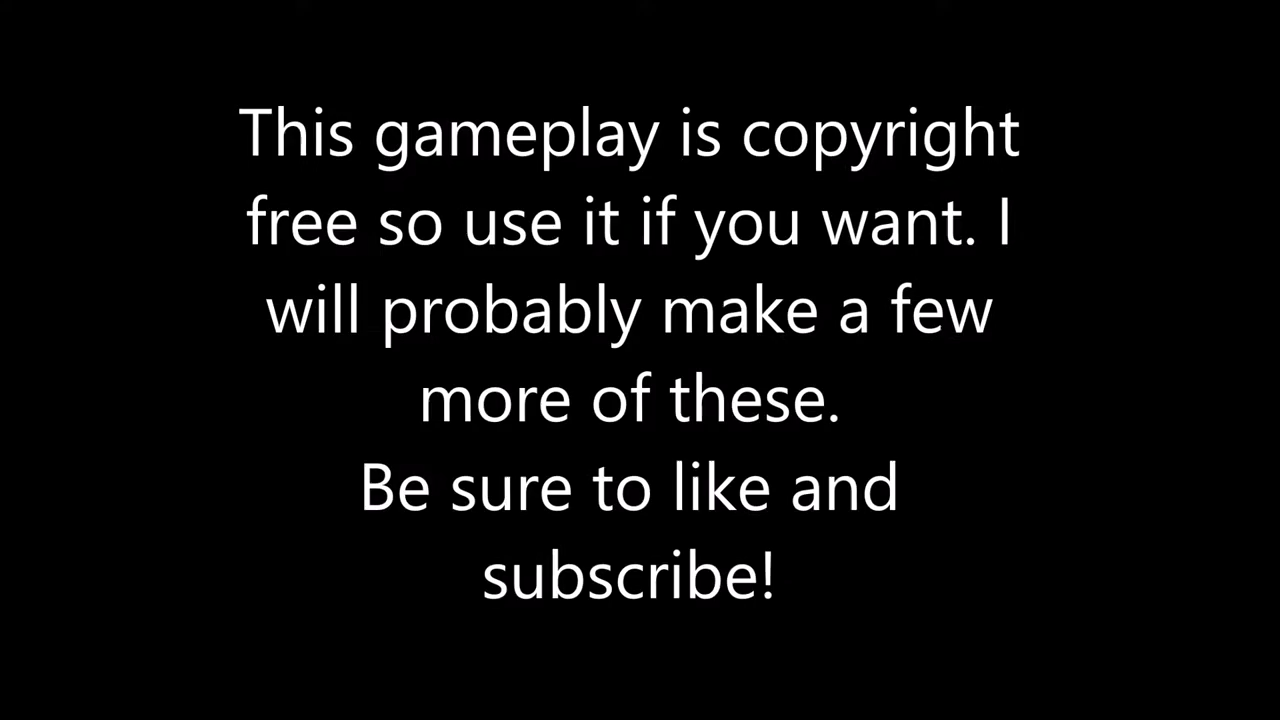 This gameplay is copyright
free so use it if you want. I
will probably make a few
more of these.
Be sure to like and
subscribe!